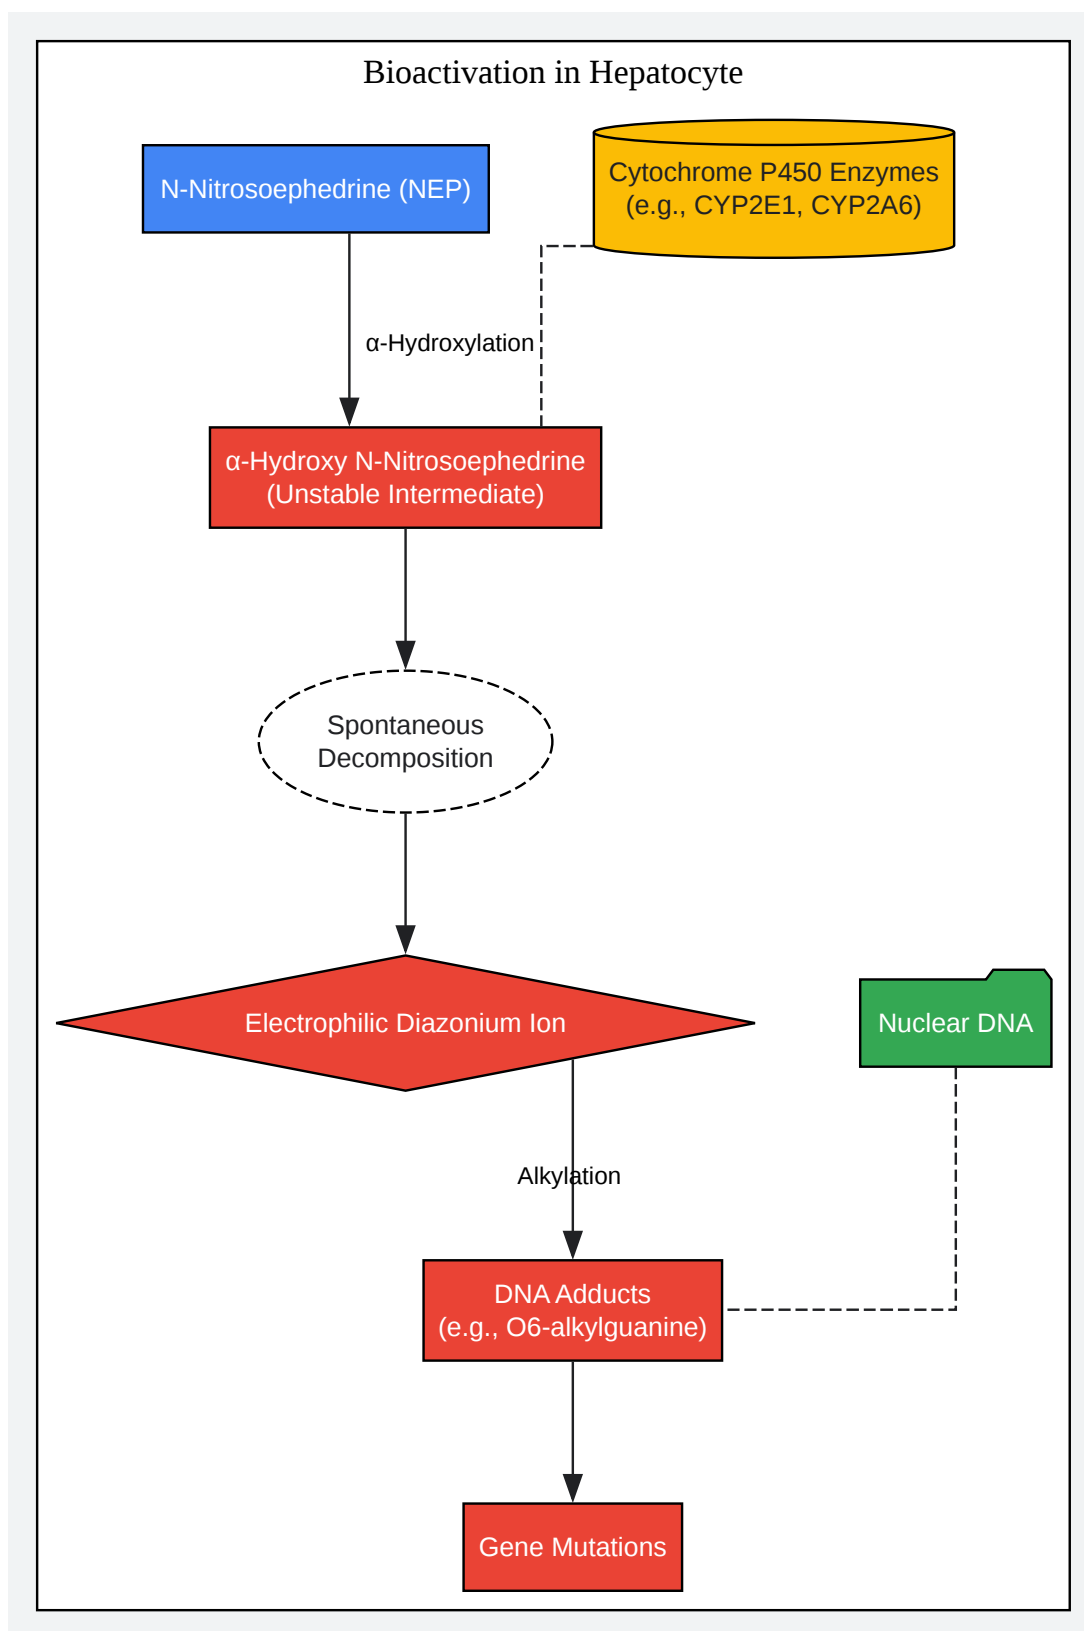 Bioactivation in Hepatocyte
N-Nitrosoephedrine (NEP)
Cytochrome P450 Enzymes
(e.g., CYP2E1, CYP2A6)
α-Hydroxylation
α-Hydroxy N-Nitrosoephedrine
(Unstable Intermediate)
Spontaneous
Decomposition
Electrophilic Diazonium Ion
Nuclear DNA
Alkylation
DNA Adducts
(e.g., O6-alkylguanine)
Gene Mutations